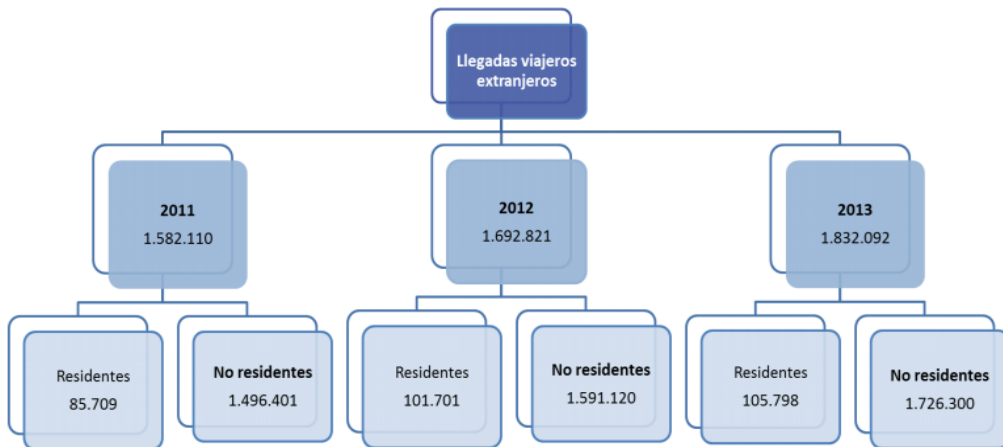 Llegadas viajeros
extranjeros
2011
1.582.110
2012
1.692.821
2013
1.832.092
Residentes
85.709
No residentes
1.496.401
Residentes
101.701
No residentes
1.591.120
Residentes
105.798
No residentes
1.726.300